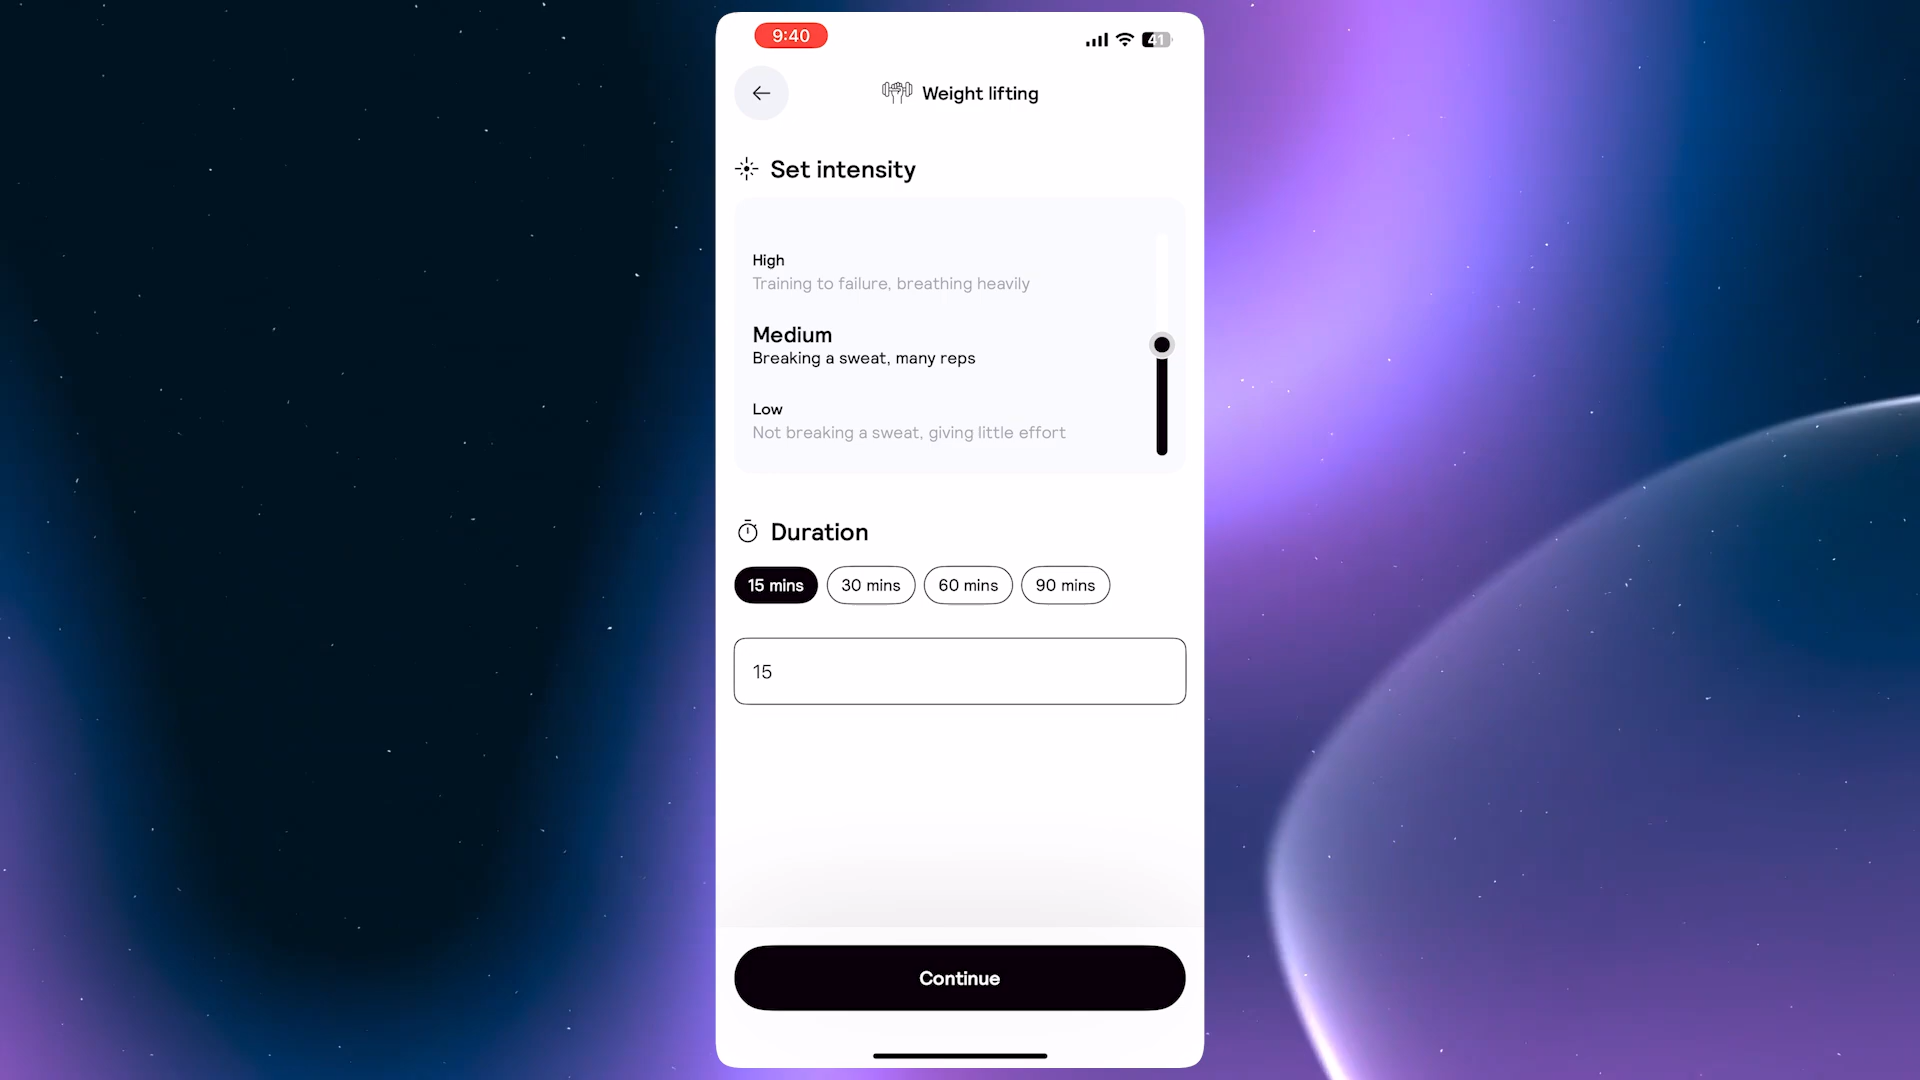 9:40
41
Weight lifting
Set intensity
High
Training to failure, breathing heavily
Medium
Breaking a sweat, many reps
Low
Not breaking a sweat, giving little effort
Duration
15 mins 30 mins 60 mins 90 mins
15
Continue